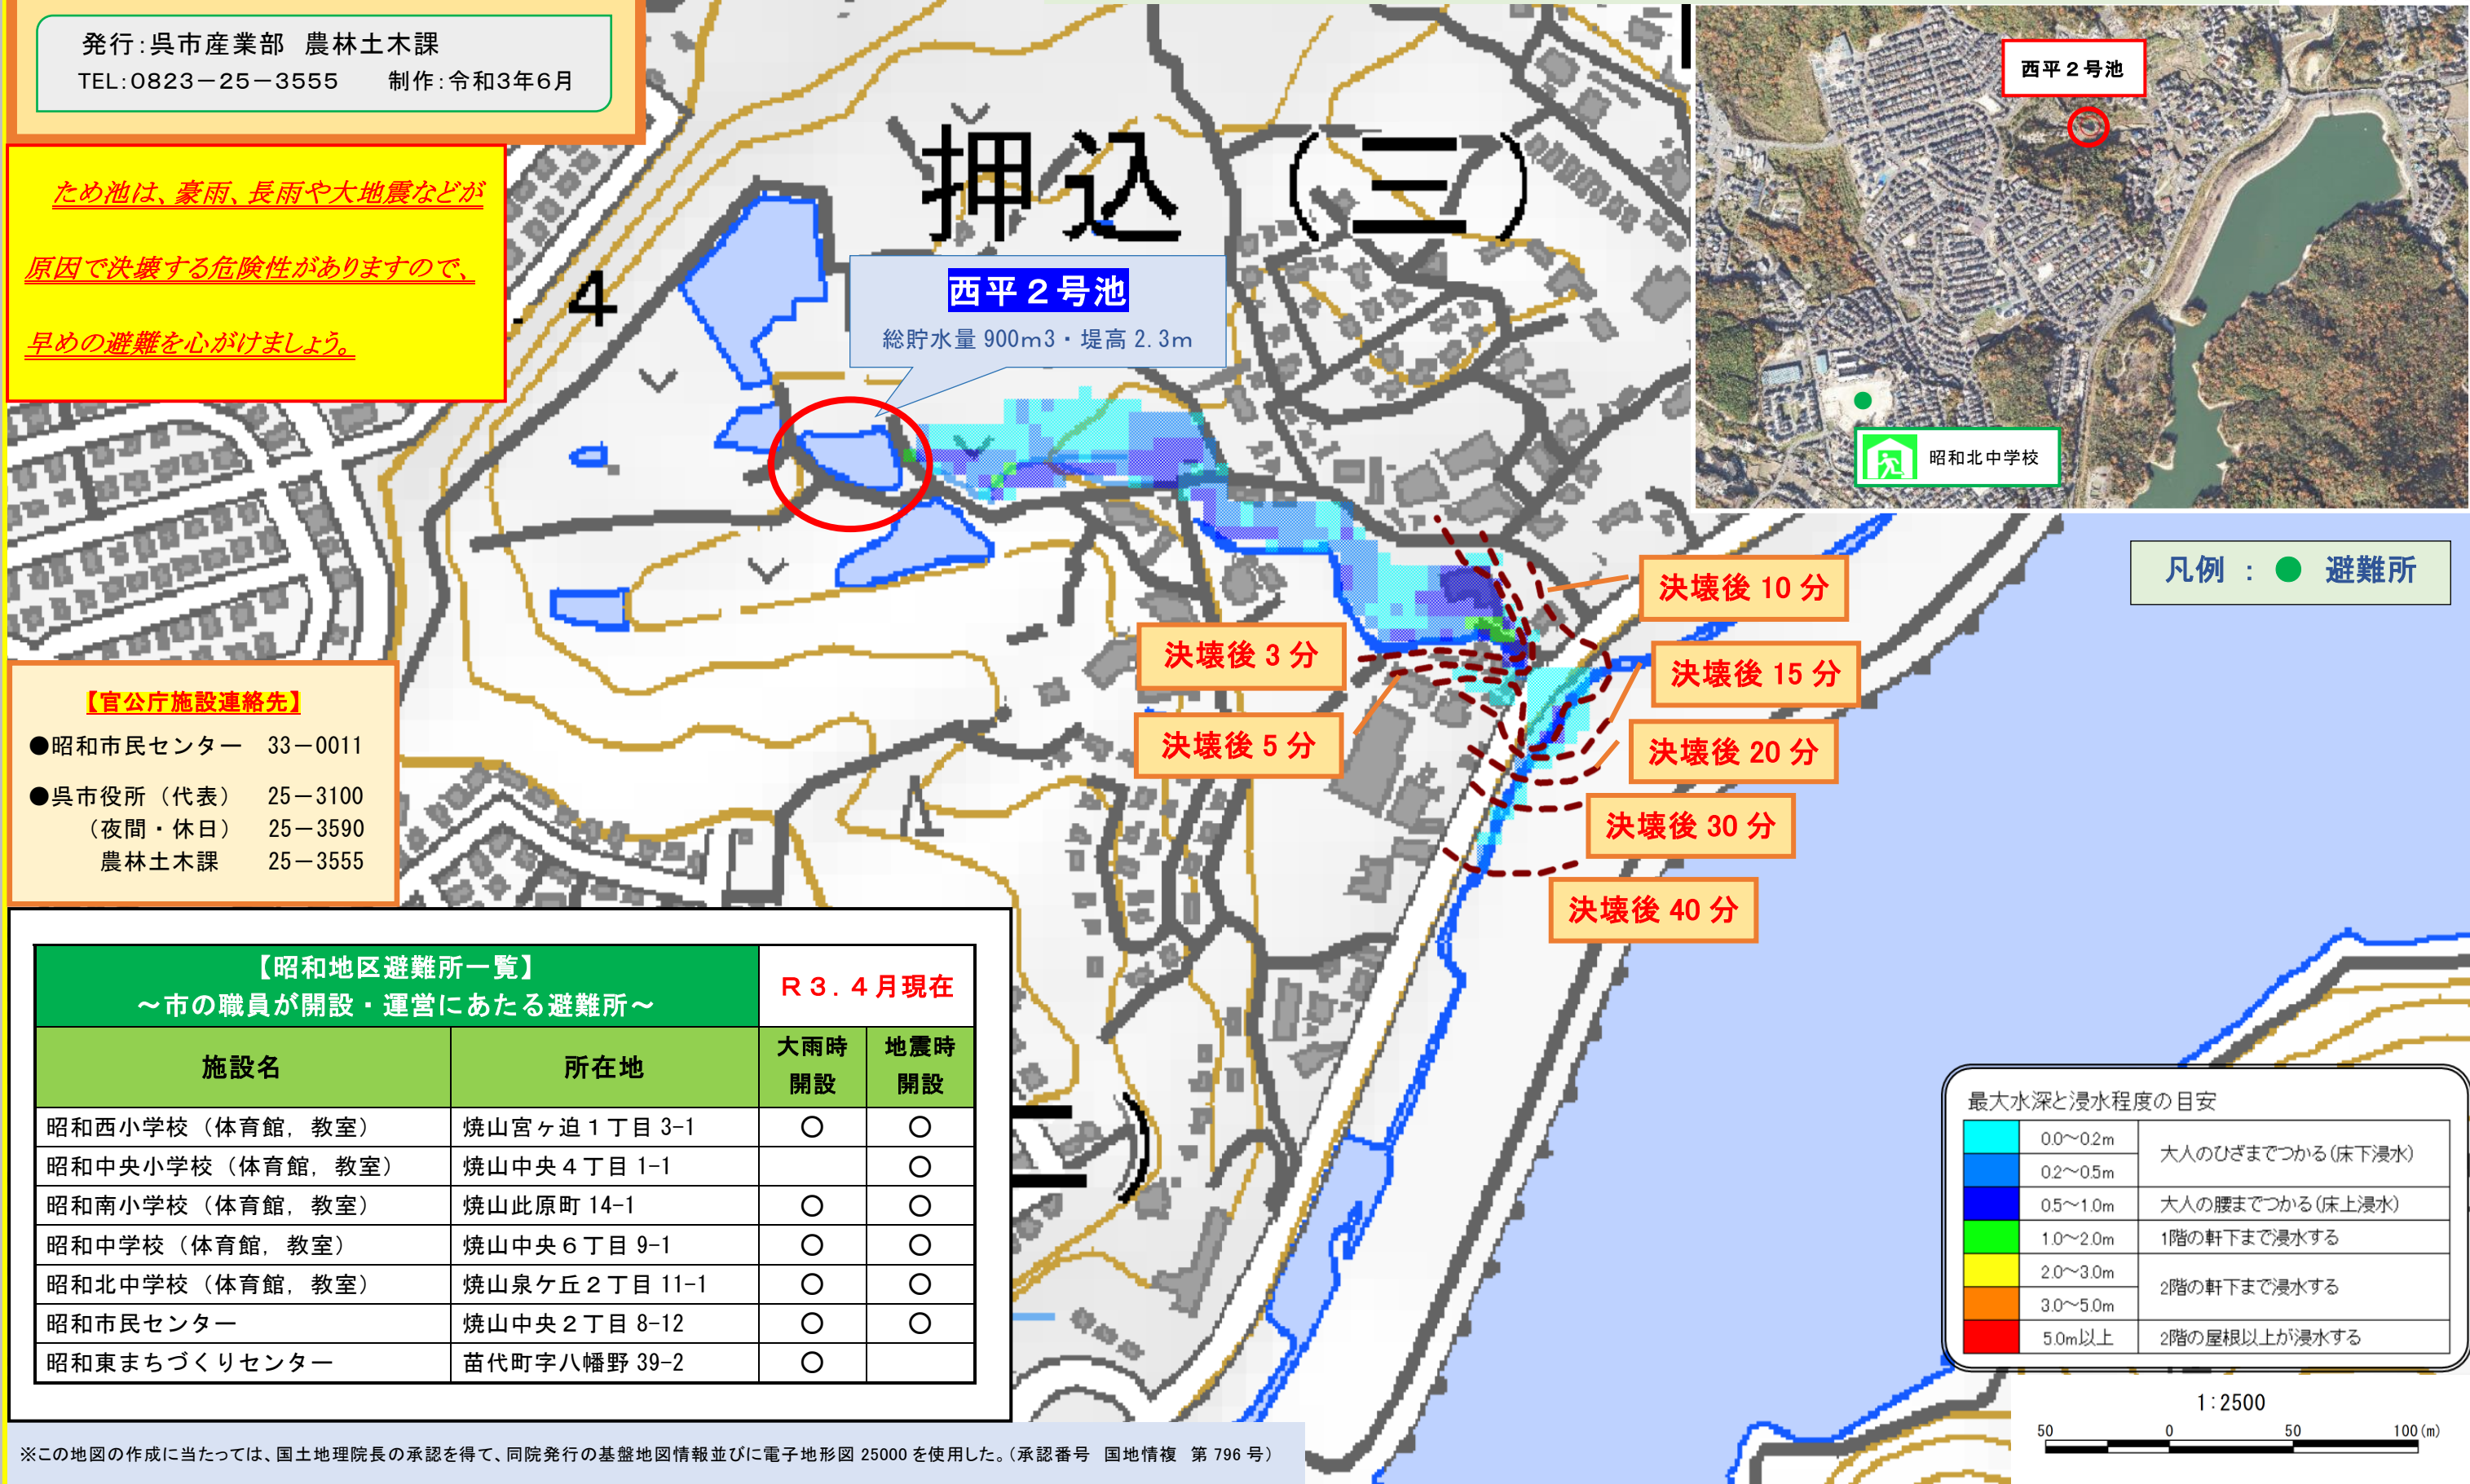 発行：呉市産業部　農林土木課
TEL：0823－25－3555　　制作：令和3年6月
ため池は、豪雨、長雨や大地震などが
原因で決壊する危険性がありますので、
早めの避難を心がけましょう。
4
押込（三）
西平２号池
総貯水量 900m3・堤高 2.3m
西平２号池
昭和北中学校
凡例 ： ● 避難所
決壊後 10 分
決壊後 3 分
決壊後 15 分
決壊後 5 分
決壊後 20 分
決壊後 30 分
決壊後 40 分
【官公庁施設連絡先】
●昭和市民センター　33－0011
●呉市役所（代表）　25－3100
（夜間・休日）　25－3590
農林土木課　25－3555
【昭和地区避難所一覧】
～市の職員が開設・運営にあたる避難所～
Ｒ３.４月現在
施設名　所在地　大雨時開設　地震時開設
昭和西小学校（体育館，教室）　焼山宮ヶ迫１丁目 3-1　○　○
昭和中央小学校（体育館，教室）　焼山中央４丁目 1-1　　○
昭和南小学校（体育館，教室）　焼山此原町 14-1　○　○
昭和中学校（体育館，教室）　焼山中央６丁目 9-1　○　○
昭和北中学校（体育館，教室）　焼山泉ケ丘２丁目 11-1　○　○
昭和市民センター　焼山中央２丁目 8-12　○　○
昭和東まちづくりセンター　苗代町字八幡野 39-2　○
最大水深と浸水程度の目安
0.0～0.2m　大人のひざまでつかる(床下浸水)
0.2～0.5m
0.5～1.0m　大人の腰までつかる(床上浸水)
1.0～2.0m　1階の軒下まで浸水する
2.0～3.0m　2階の軒下まで浸水する
3.0～5.0m
5.0m以上　2階の屋根以上が浸水する
1:2500
50　0　50　100(m)
※この地図の作成に当たっては、国土地理院長の承認を得て、同院発行の基盤地図情報並びに電子地形図 25000 を使用した。（承認番号　国地情複　第 796 号）